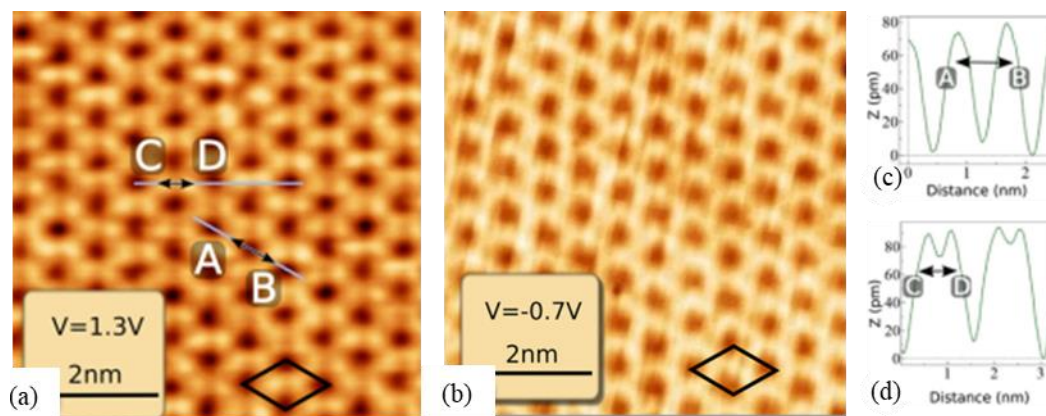 C D
A
B
V=1.3V
2nm
(a)
V=-0.7V
2nm
(b)
80
60
40
20
0
Z (pm)
A B
0 1 2
Distance (nm)
(c)
80
60
40
20
0
Z (pm)
C D
1 2 3
Distance (nm)
(d)